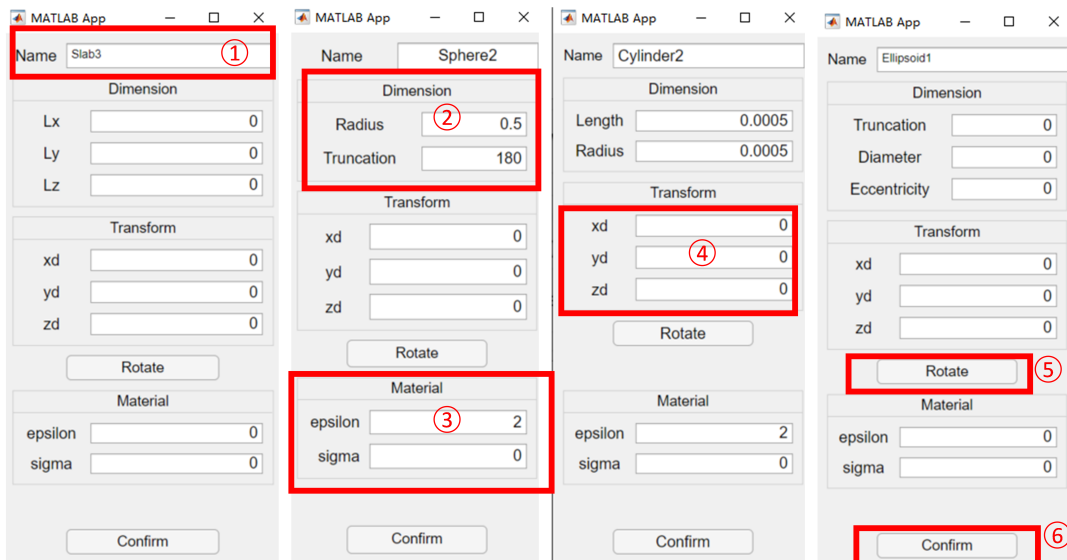 MATLAB App
Name Slab3 ①
Dimension
Lx 0
Ly 0
Lz 0
Transform
xd 0
yd 0
zd 0
Rotate
Material
epsilon 0
sigma 0
Confirm
MATLAB App
Name Sphere2
Dimension
Radius ② 0.5
Truncation 180
Transform
xd 0
yd 0
zd 0
Rotate
Material
epsilon ③ 2
sigma 0
Confirm
MATLAB App
Name Cylinder2
Dimension
Length 0.0005
Radius 0.0005
Transform
xd 0
yd ④ 0
zd 0
Rotate
Material
epsilon 2
sigma 0
Confirm
MATLAB App
Name Ellipsoid1
Dimension
Truncation 0
Diameter 0
Eccentricity 0
Transform
xd 0
yd 0
zd 0
Rotate ⑤
Material
epsilon 0
sigma 0
Confirm ⑥